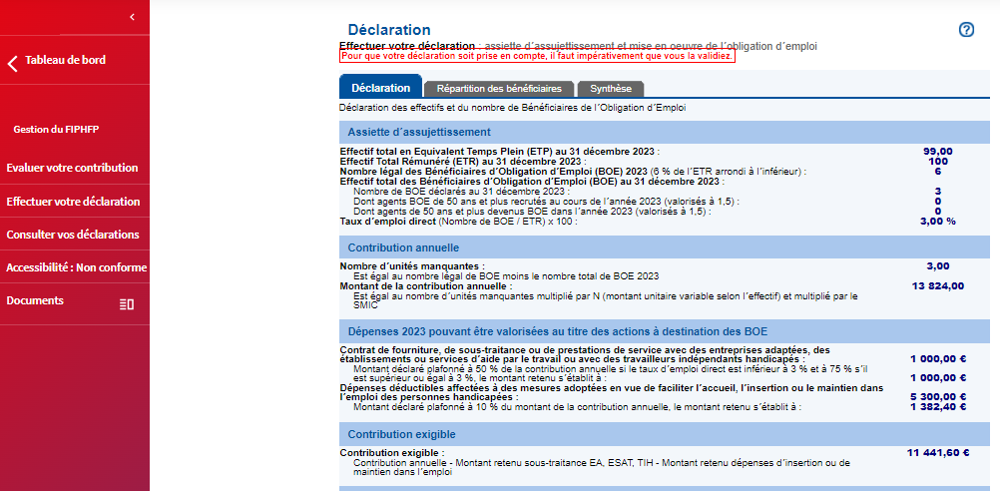 Tableau de bord
Gestion du FIPHFP
Evaluer votre contribution
Effectuer votre déclaration
Consulter vos déclarations
Accessibilité : Non conforme
Documents
Déclaration
Effectuer votre déclaration : assiette d´assujettissement et mise en oeuvre de l´obligation d´emploi
Pour que votre déclaration soit prise en compte, il faut impérativement que vous la validiez.
Déclaration Répartition des bénéficiaires Synthèse
Déclaration des effectifs et du nombre de Bénéficiaires de l´Obligation d´Emploi
Assiette d´assujettissement
Effectif total en Equivalent Temps Plein (ETP) au 31 décembre 2023 : 99,00
Effectif Total Rémunéré (ETR) au 31 décembre 2023 : 100
Nombre légal des Bénéficiaires d´Obligation d´Emploi (BOE) 2023 (6 % de l´ETR arrondi à l´inférieur) : 6
Effectif total des Bénéficiaires d´Obligation d´Emploi (BOE) au 31 décembre 2023 :
Nombre de BOE déclarés au 31 décembre 2023 : 3
Dont agents BOE de 50 ans et plus recrutés au cours de l´année 2023 (valorisés à 1,5) : 0
Dont agents de 50 ans et plus devenus BOE dans l´année 2023 (valorisés à 1,5) : 0
Taux d´emploi direct (Nombre de BOE / ETR) x 100 : 3,00 %
Contribution annuelle
Nombre d´unités manquantes : 3,00
Est égal au nombre légal de BOE moins le nombre total de BOE 2023
Montant de la contribution annuelle : 13 824,00
Est égal au nombre d´unités manquantes multiplié par N (montant unitaire variable selon l´effectif) et multiplié par le
SMIC
Dépenses 2023 pouvant être valorisées au titre des actions à destination des BOE
Contrat de fourniture, de sous-traitance ou de prestations de service avec des entreprises adaptées, des
établissements ou services d´aide par le travail ou avec des travailleurs indépendants handicapés : 1 000,00 €
Montant déclaré plafonné à 50 % de la contribution annuelle si le taux d´emploi direct est inférieur à 3 % et à 75 % s´il
est supérieur ou égal à 3 %, le montant retenu s´établit à : 1 000,00 €
Dépenses déductibles affectées à des mesures adoptées en vue de faciliter l´accueil, l´insertion ou le maintien dans
l´emploi des personnes handicapées : 5 300,00 €
Montant déclaré plafonné à 10 % du montant de la contribution annuelle, le montant retenu s´établit à : 1 382,40 €
Contribution exigible
Contribution exigible : 11 441,60 €
Contribution annuelle - Montant retenu sous-traitance EA, ESAT, TIH - Montant retenu dépenses d´insertion ou de
maintien dans l´emploi